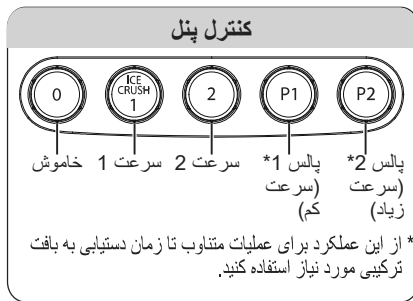 کنترل پنل
0
ICE
CRUSH
1
2
P1
P2
خاموش
سرعت 1
سرعت 2
پالس 1*
(سرعت
کم)
پالس 2*
(سرعت
زیاد)
* از این عملکرد برای عملیات متناوب تا زمان دستیابی به بافت
ترکیبی مورد نیاز استفاده کنید.